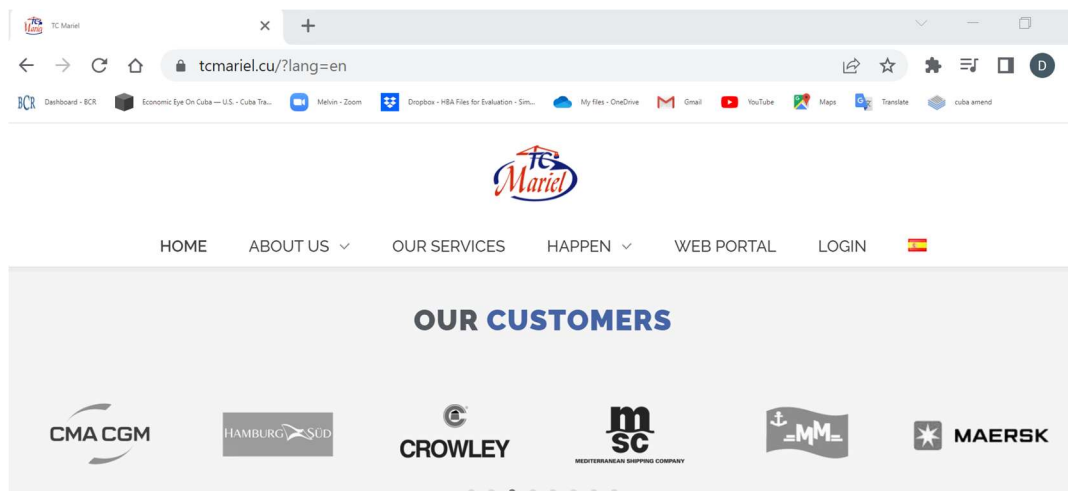 TC Mariel
tcmariel.cu/?lang=en
D
BCR Dashboard - BCR Economic Eye On Cuba — U.S. - Cuba Tra... Melvin - Zoom Dropbox - HBA Files for Evaluation - Sim... My files - OneDrive Gmail YouTube Maps Translate cuba amend
TC
Mariel
HOME ABOUT US OUR SERVICES HAPPEN WEB PORTAL LOGIN
OUR CUSTOMERS
CMA CGM
HAMBURG SÜD
CROWLEY
msc
MEDITERRANEAN SHIPPING COMPANY
MM
MAERSK